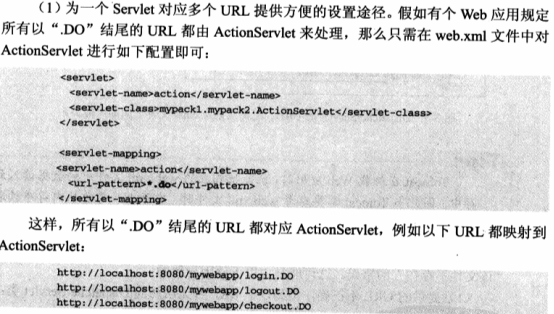 （1）为一个 Servlet 对应多个 URL 提供方便的设置途径。假如有个 Web 应用规定
所有以“.DO”结尾的 URL 都由 ActionServlet 来处理，那么只需在 web.xml 文件中对
ActionServlet 进行如下配置即可：
<servlet>
<servlet-name>action</servlet-name>
<servlet-class>mypack1.mypack2.ActionServlet</servlet-class>
</servlet>
<servlet-mapping>
<servlet-name>action</servlet-name>
<url-pattern>*.do</url-pattern>
</servlet-mapping>
这样，所有以“.DO”结尾的 URL 都对应 ActionServlet，例如以下 URL 都映射到
ActionServlet：
http://localhost:8080/mywebapp/login.DO
http://localhost:8080/mywebapp/logout.DO
http://localhost:8080/mywebapp/checkout.DO